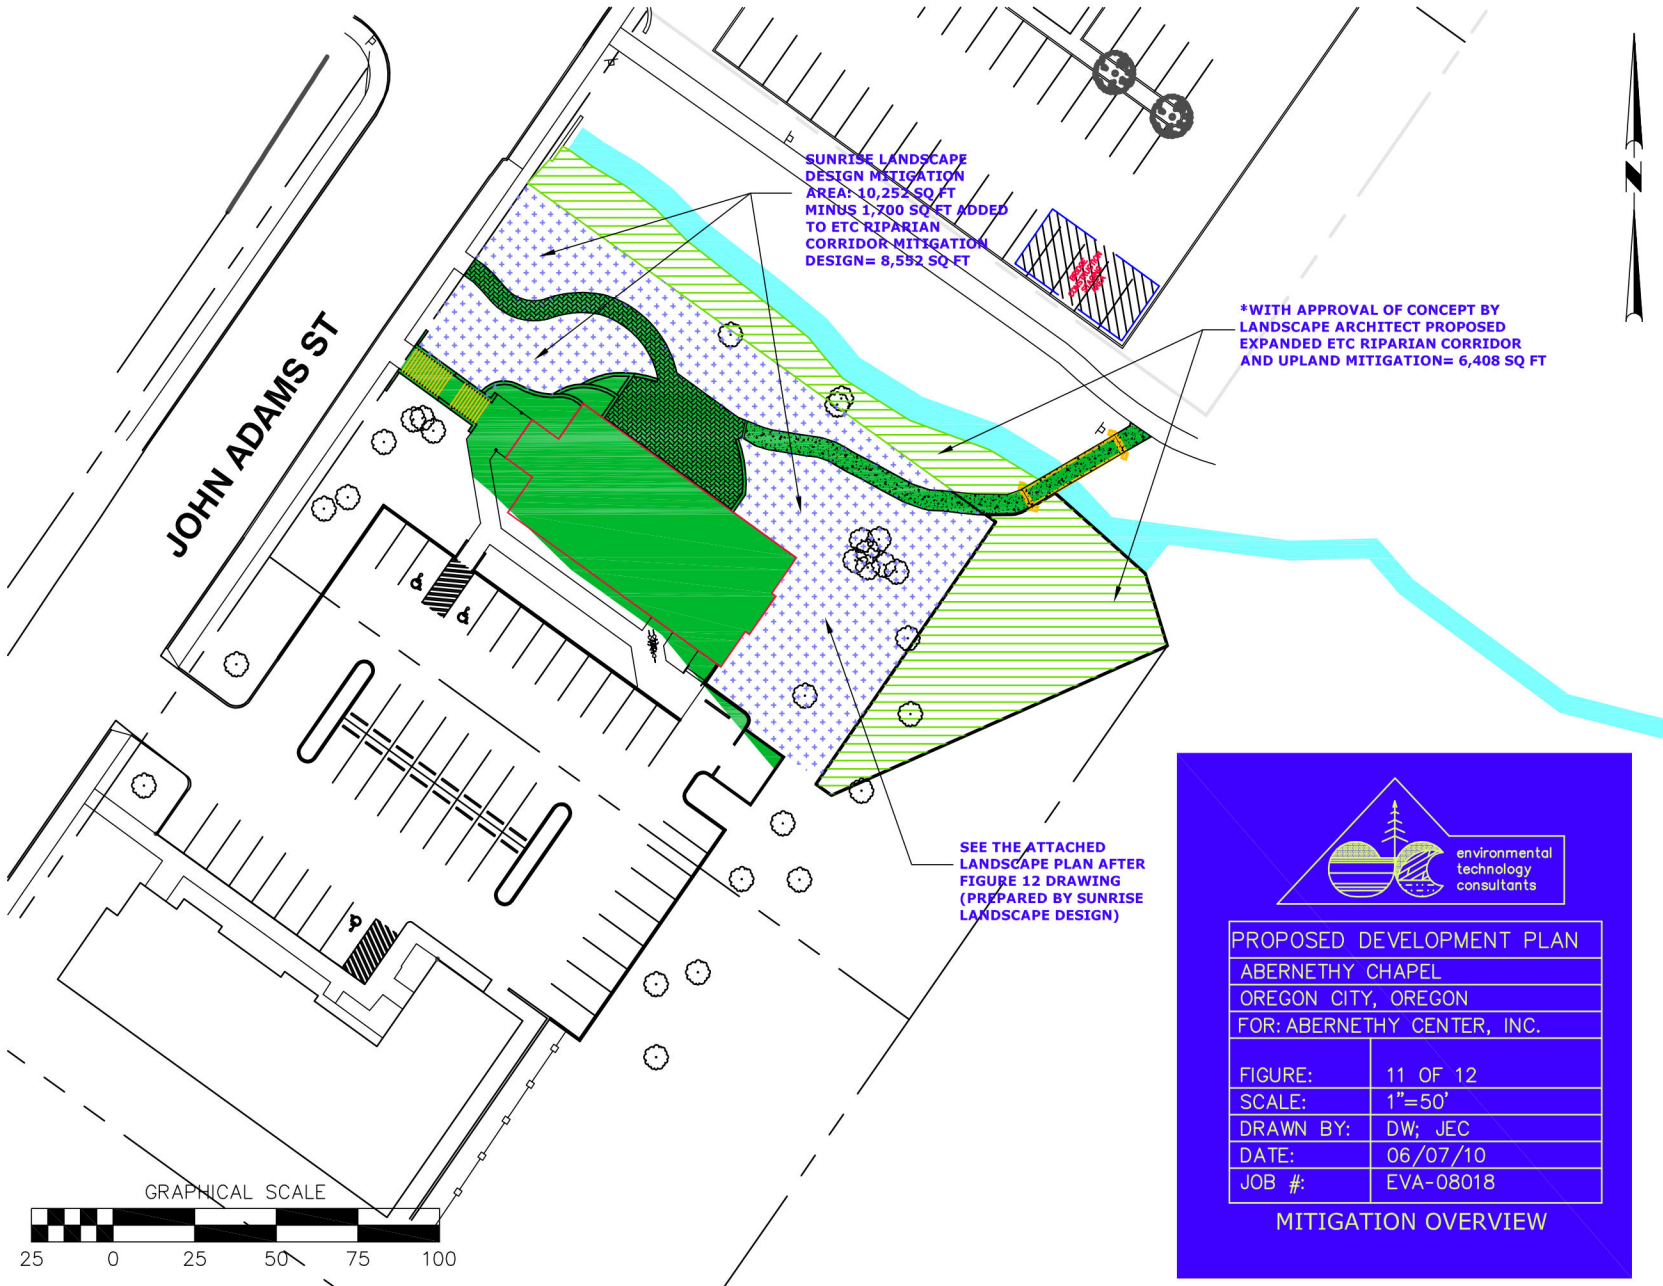 SUNRISE LANDSCAPE
DESIGN MITIGATION
AREA: 10,252 SQ FT
MINUS 1,700 SQ FT ADDED
TO ETC RIPARIAN
CORRIDOR MITIGATION
DESIGN= 8,552 SQ FT
N
BRIDGE
CONSTRUCTION
STAGING
AREA
*WITH APPROVAL OF CONCEPT BY
LANDSCAPE ARCHITECT PROPOSED
EXPANDED ETC RIPARIAN CORRIDOR
AND UPLAND MITIGATION= 6,408 SQ FT
JOHN ADAMS ST
SEE THE ATTACHED
LANDSCAPE PLAN AFTER
FIGURE 12 DRAWING
(PREPARED BY SUNRISE
LANDSCAPE DESIGN)
environmental
technology
consultants
PROPOSED DEVELOPMENT PLAN
ABERNETHY CHAPEL
OREGON CITY, OREGON
FOR: ABERNETHY CENTER, INC.
FIGURE: 11 OF 12
SCALE: 1"=50'
DRAWN BY: DW; JEC
DATE: 06/07/10
JOB #: EVA-08018
MITIGATION OVERVIEW
GRAPHICAL SCALE
25 0 25 50 75 100